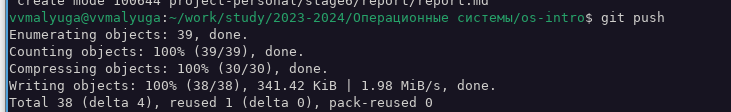 create mode 100644 project-personal/stage6/report/report.md
vvmalyuga@vvmalyuga:~/work/study/2023-2024/Операционные системы/os-intro$ git push
Enumerating objects: 39, done.
Counting objects: 100% (39/39), done.
Compressing objects: 100% (30/30), done.
Writing objects: 100% (38/38), 341.42 KiB | 1.98 MiB/s, done.
Total 38 (delta 4), reused 1 (delta 0), pack-reused 0